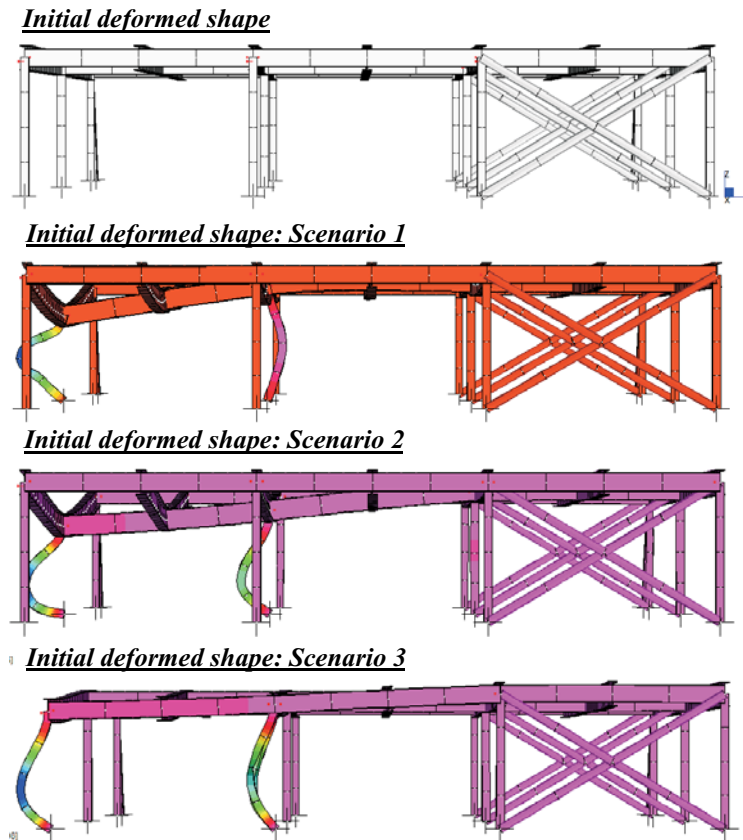 Initial deformed shape
Z
X
Initial deformed shape: Scenario 1
Initial deformed shape: Scenario 2
Initial deformed shape: Scenario 3